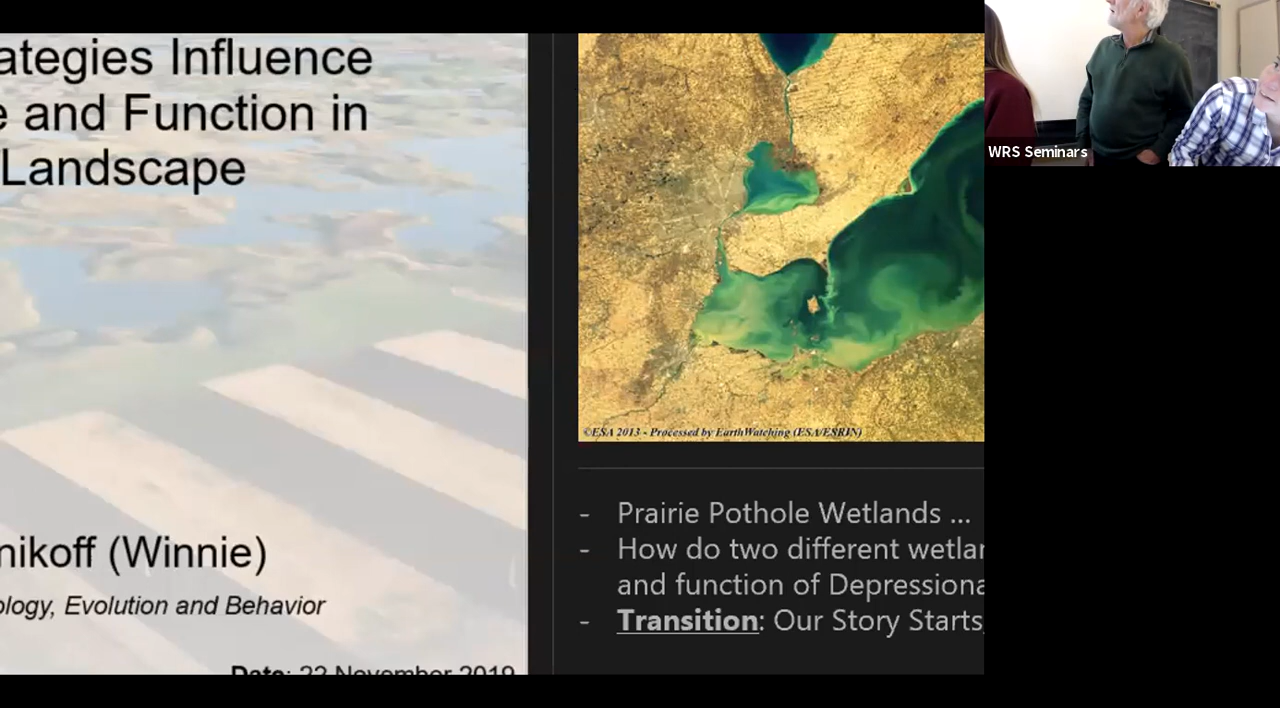 ategies Influence
e and Function in
Landscape
nikoff (Winnie)
ology, Evolution and Behavior
Date: 22 November 2019
©ESA 2013 - Processed by EarthWatching (ESA/ESRIN)
- Prairie Pothole Wetlands ...
- How do two different wetlan
and function of Depressiona
- Transition: Our Story Starts,
WRS Seminars